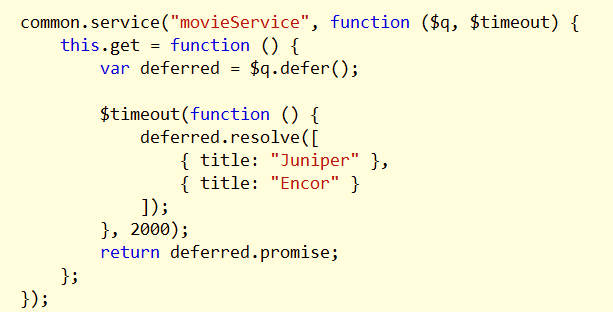 common.service("movieService", function ($q, $timeout) {
    this.get = function () {
        var deferred = $q.defer();

        $timeout(function () {
            deferred.resolve([
                { title: "Juniper" },
                { title: "Encor" }
            ]);
        }, 2000);
        return deferred.promise;
    };
});